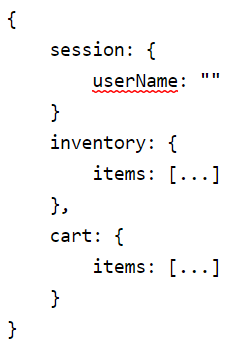 {
    session: {
        userName: ""
    }
    inventory: {
        items: [...]
    },
    cart: {
        items: [...]
    }
}